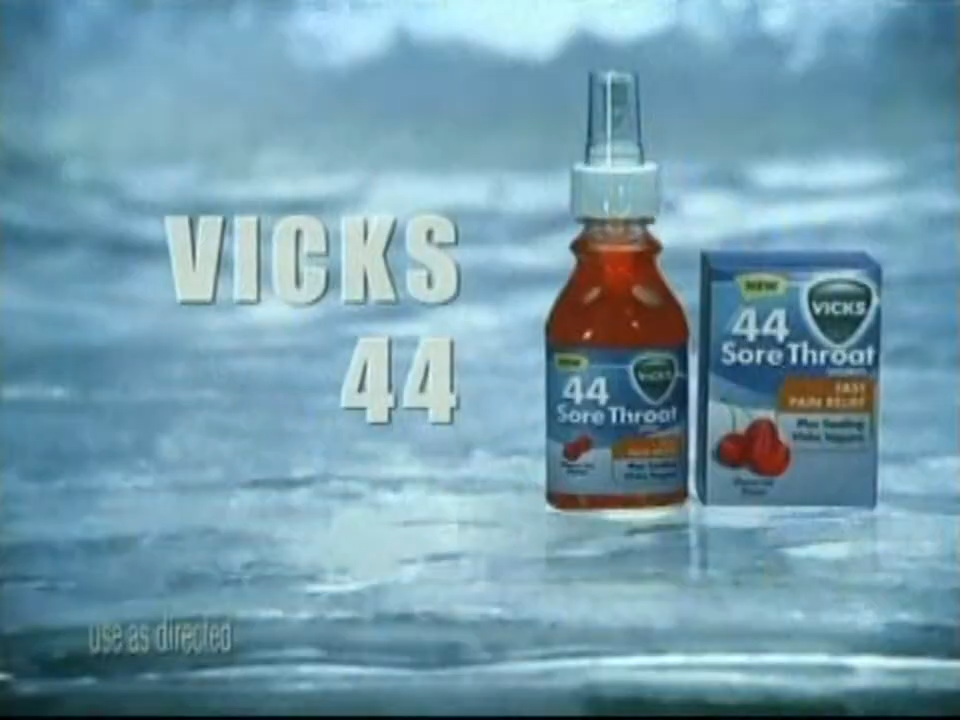 VICKS
44
NEW
VICKS
44
Sore Throat
NEW
VICKS
44
Sore Throat
FAST
PAIN RELIEF
use as directed